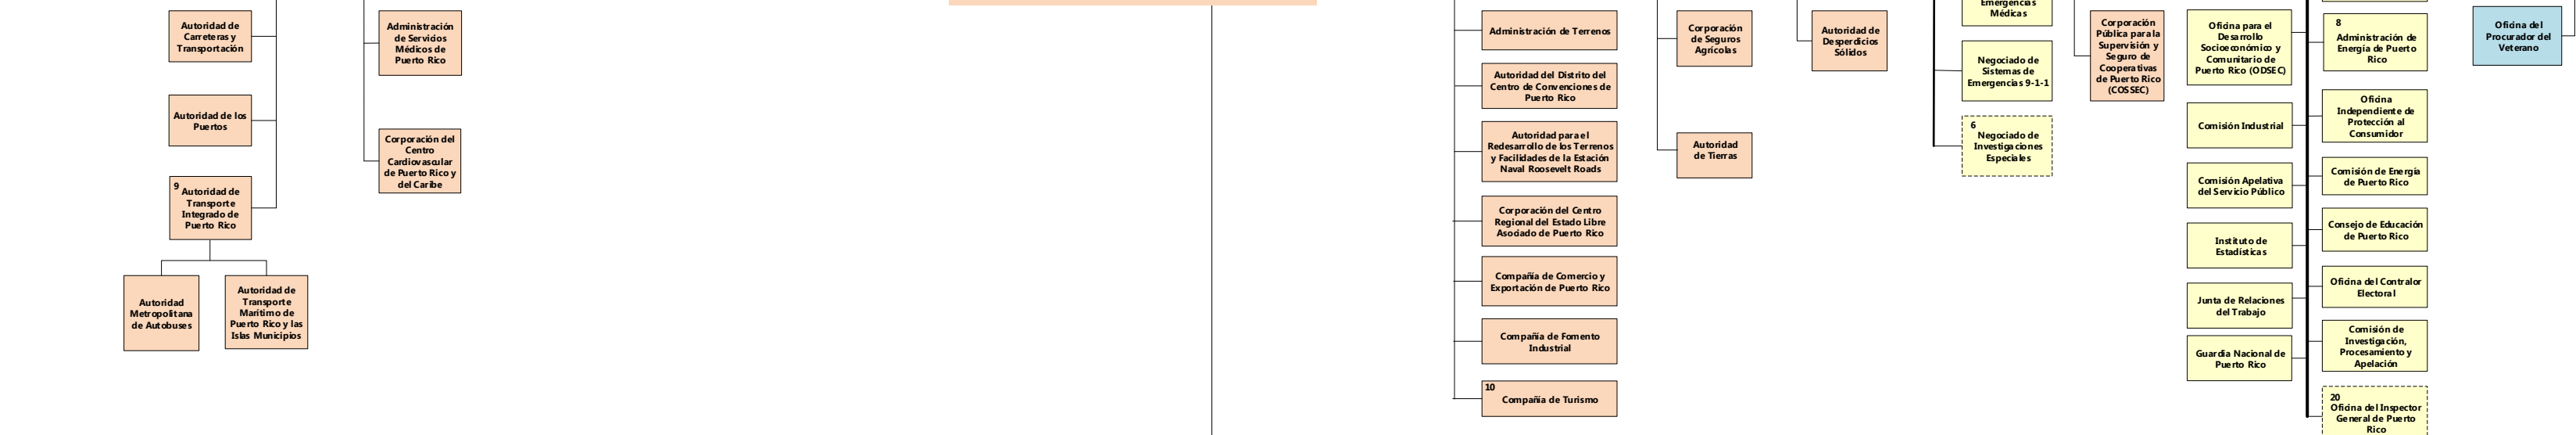 Autoridad de
Carreteras y
Transportación
Autoridad de los
Puertos
9
Autoridad de
Transporte
Integrado de
Puerto Rico
Autoridad
Metropolitana
de Autobuses
Autoridad de
Transporte
Marítimo de
Puerto Rico y las
Islas Municipios
Administración
de Servicios
Médicos de
Puerto Rico
Corporación del
Centro
Cardiovascular
de Puerto Rico y
del Caribe
Administración de Terrenos
Autoridad del Distrito del
Centro de Convenciones de
Puerto Rico
Autoridad para el
Redesarrollo de los Terrenos
y Facilidades de la Estación
Naval Roosevelt Roads
Corporación del Centro
Regional del Estado Libre
Asociado de Puerto Rico
Compañía de Comercio y
Exportación de Puerto Rico
Compañía de Fomento
Industrial
10
Compañía de Turismo
Corporación
de Seguros
Agrícolas
Autoridad
de Tierras
Autoridad de
Desperdicios
Sólidos
Emergencias
Médicas
Negociado de
Sistemas de
Emergencias 9-1-1
6
Negociado de
Investigaciones
Especiales
Corporación
Pública para la
Supervisión y
Seguro de
Cooperativas
de Puerto Rico
(COSSEC)
Oficina para el
Desarrollo
Socioeconómico y
Comunitario de
Puerto Rico (ODSEC)
Comisión Industrial
Comisión Apelativa
del Servicio Público
Instituto de
Estadísticas
Junta de Relaciones
del Trabajo
Guardia Nacional de
Puerto Rico
8
Administración de
Energía de Puerto
Rico
Oficina
Independiente de
Protección al
Consumidor
Comisión de Energía
de Puerto Rico
Consejo de Educación
de Puerto Rico
Oficina del Contralor
Electoral
Comisión de
Investigación,
Procesamiento y
Apelación
20
Oficina del Inspector
General de Puerto
Rico
Oficina del
Procurador del
Veterano